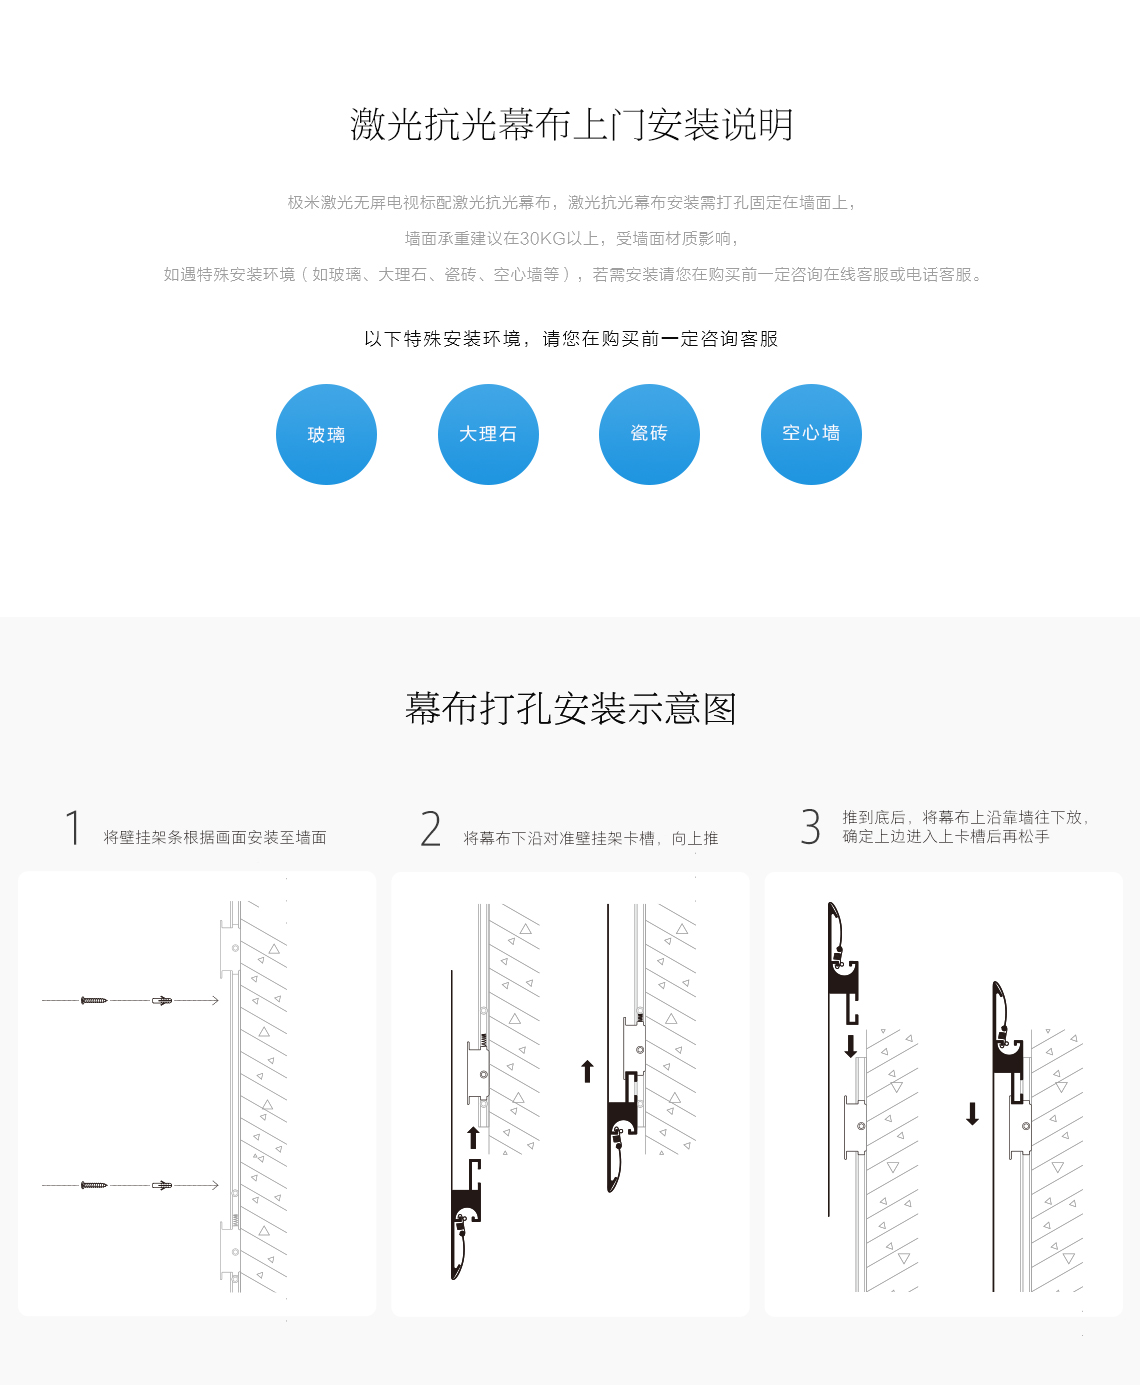 激光抗光幕布上门安装说明
极米激光无屏电视标配激光抗光幕布，激光抗光幕布安装需打孔固定在墙面上，
墙面承重建议在30KG以上，受墙面材质影响，
如遇特殊安装环境（如玻璃、大理石、瓷砖、空心墙等），若需安装请您在购买前一定咨询在线客服或电话客服。
以下特殊安装环境，请您在购买前一定咨询客服
玻璃
大理石
瓷砖
空心墙
幕布打孔安装示意图
1 将壁挂架条根据画面安装至墙面
2 将幕布下沿对准壁挂架卡槽，向上推
3 推到底后，将幕布上沿靠墙往下放，
确定上边进入上卡槽后再松手